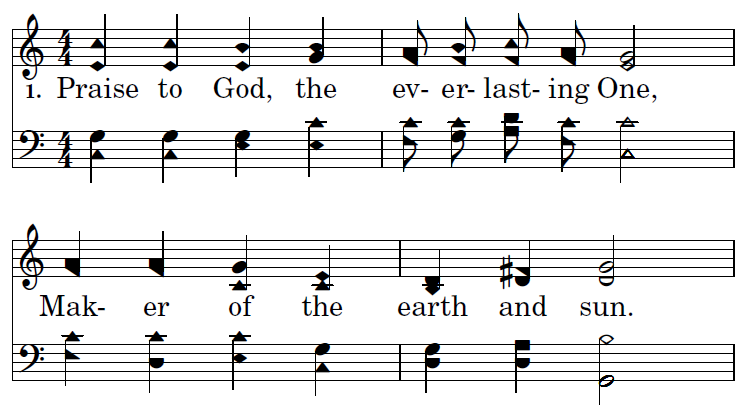 1. Praise to God, the ev- er- last- ing One,
Mak- er of the earth and sun.